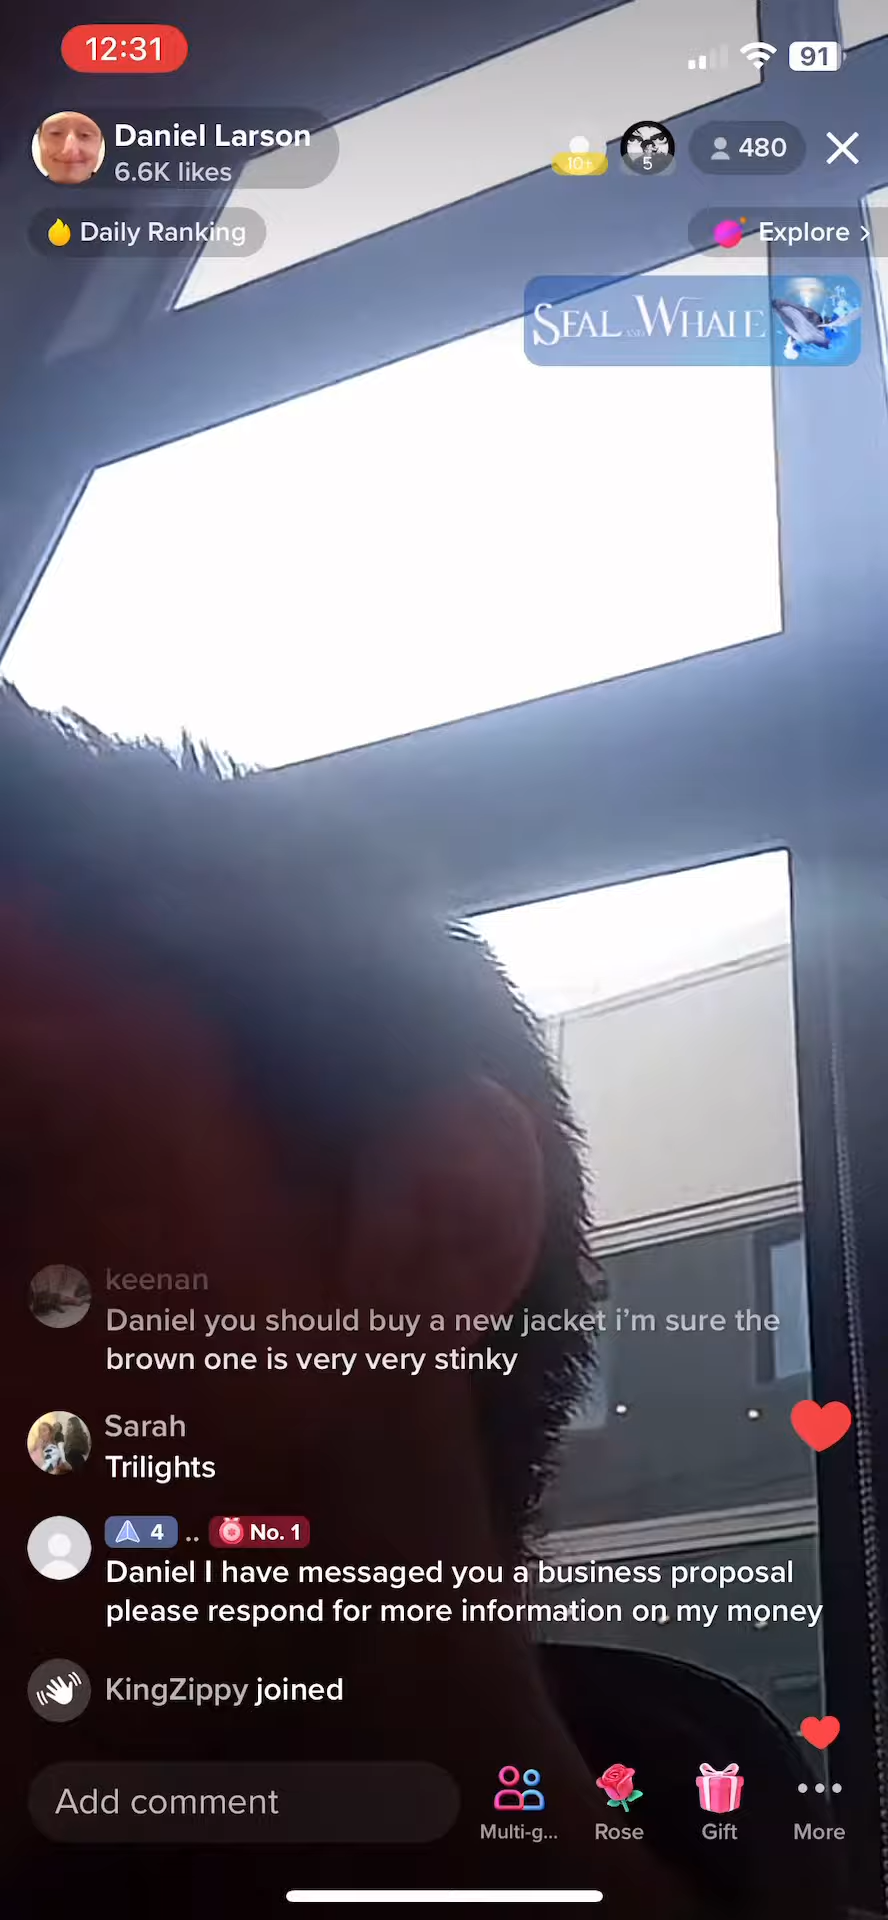 12:31
91
Daniel Larson
6.6K likes
10+
5
480
Daily Ranking
Explore >
SEAL AND WHALE
keenan
Daniel you should buy a new jacket i'm sure the
brown one is very very stinky
Sarah
Trilights
4 .. No. 1
Daniel I have messaged you a business proposal
please respond for more information on my money
KingZippy joined
Add comment
Multi-g...
Rose
Gift
More